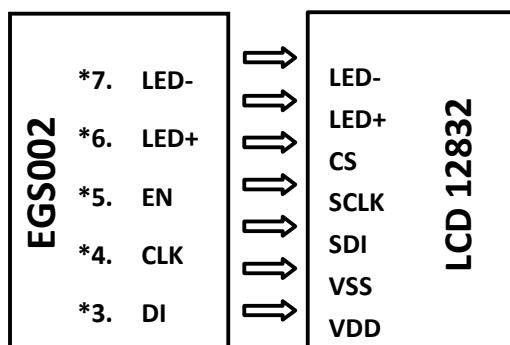 EGS002
*7. LED-
*6. LED+
*5. EN
*4. CLK
*3. DI
LED-
LED+
CS
SCLK
SDI
VSS
VDD
LCD 12832